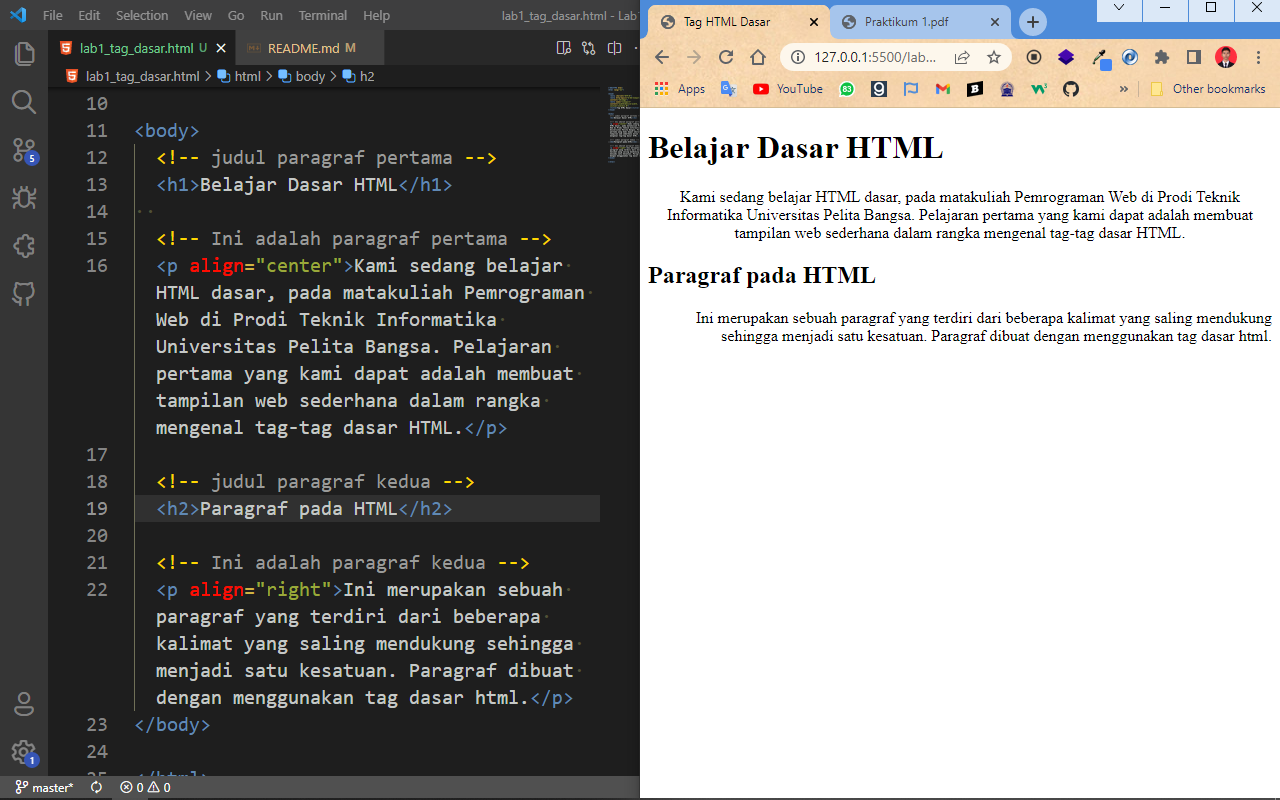 File Edit Selection View Go Run Terminal Help lab1_tag_dasar.html - Lab1
lab1_tag_dasar.html U README.md M
lab1_tag_dasar.html > html > body > h2
10
11 <body>
12 <!-- judul paragraf pertama -->
13 <h1>Belajar Dasar HTML</h1>
14
15 <!-- Ini adalah paragraf pertama -->
16 <p align="center">Kami sedang belajar
HTML dasar, pada matakuliah Pemrograman
Web di Prodi Teknik Informatika
Universitas Pelita Bangsa. Pelajaran
pertama yang kami dapat adalah membuat
tampilan web sederhana dalam rangka
mengenal tag-tag dasar HTML.</p>
17
18 <!-- judul paragraf kedua -->
19 <h2>Paragraf pada HTML</h2>
20
21 <!-- Ini adalah paragraf kedua -->
22 <p align="right">Ini merupakan sebuah
paragraf yang terdiri dari beberapa
kalimat yang saling mendukung sehingga
menjadi satu kesatuan. Paragraf dibuat
dengan menggunakan tag dasar html.</p>
23 </body>
24
25 </html>
5
1
master* 0 0
Tag HTML Dasar Praktikum 1.pdf
127.0.0.1:5500/lab...
Apps YouTube 83 g B w3 » Other bookmarks
Belajar Dasar HTML
Kami sedang belajar HTML dasar, pada matakuliah Pemrograman Web di Prodi Teknik
Informatika Universitas Pelita Bangsa. Pelajaran pertama yang kami dapat adalah membuat
tampilan web sederhana dalam rangka mengenal tag-tag dasar HTML.
Paragraf pada HTML
Ini merupakan sebuah paragraf yang terdiri dari beberapa kalimat yang saling mendukung
sehingga menjadi satu kesatuan. Paragraf dibuat dengan menggunakan tag dasar html.